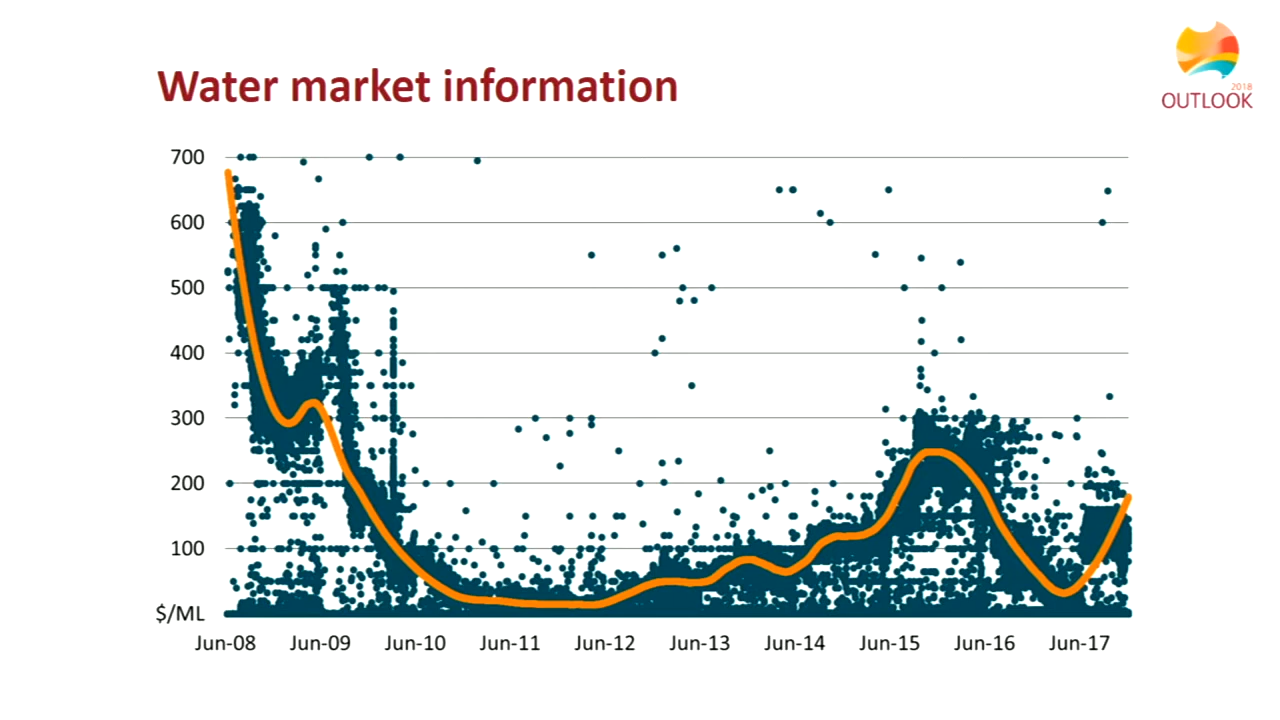 Water market information
2018
OUTLOOK
700
600
500
400
300
200
100
$/ML
Jun-08 Jun-09 Jun-10 Jun-11 Jun-12 Jun-13 Jun-14 Jun-15 Jun-16 Jun-17